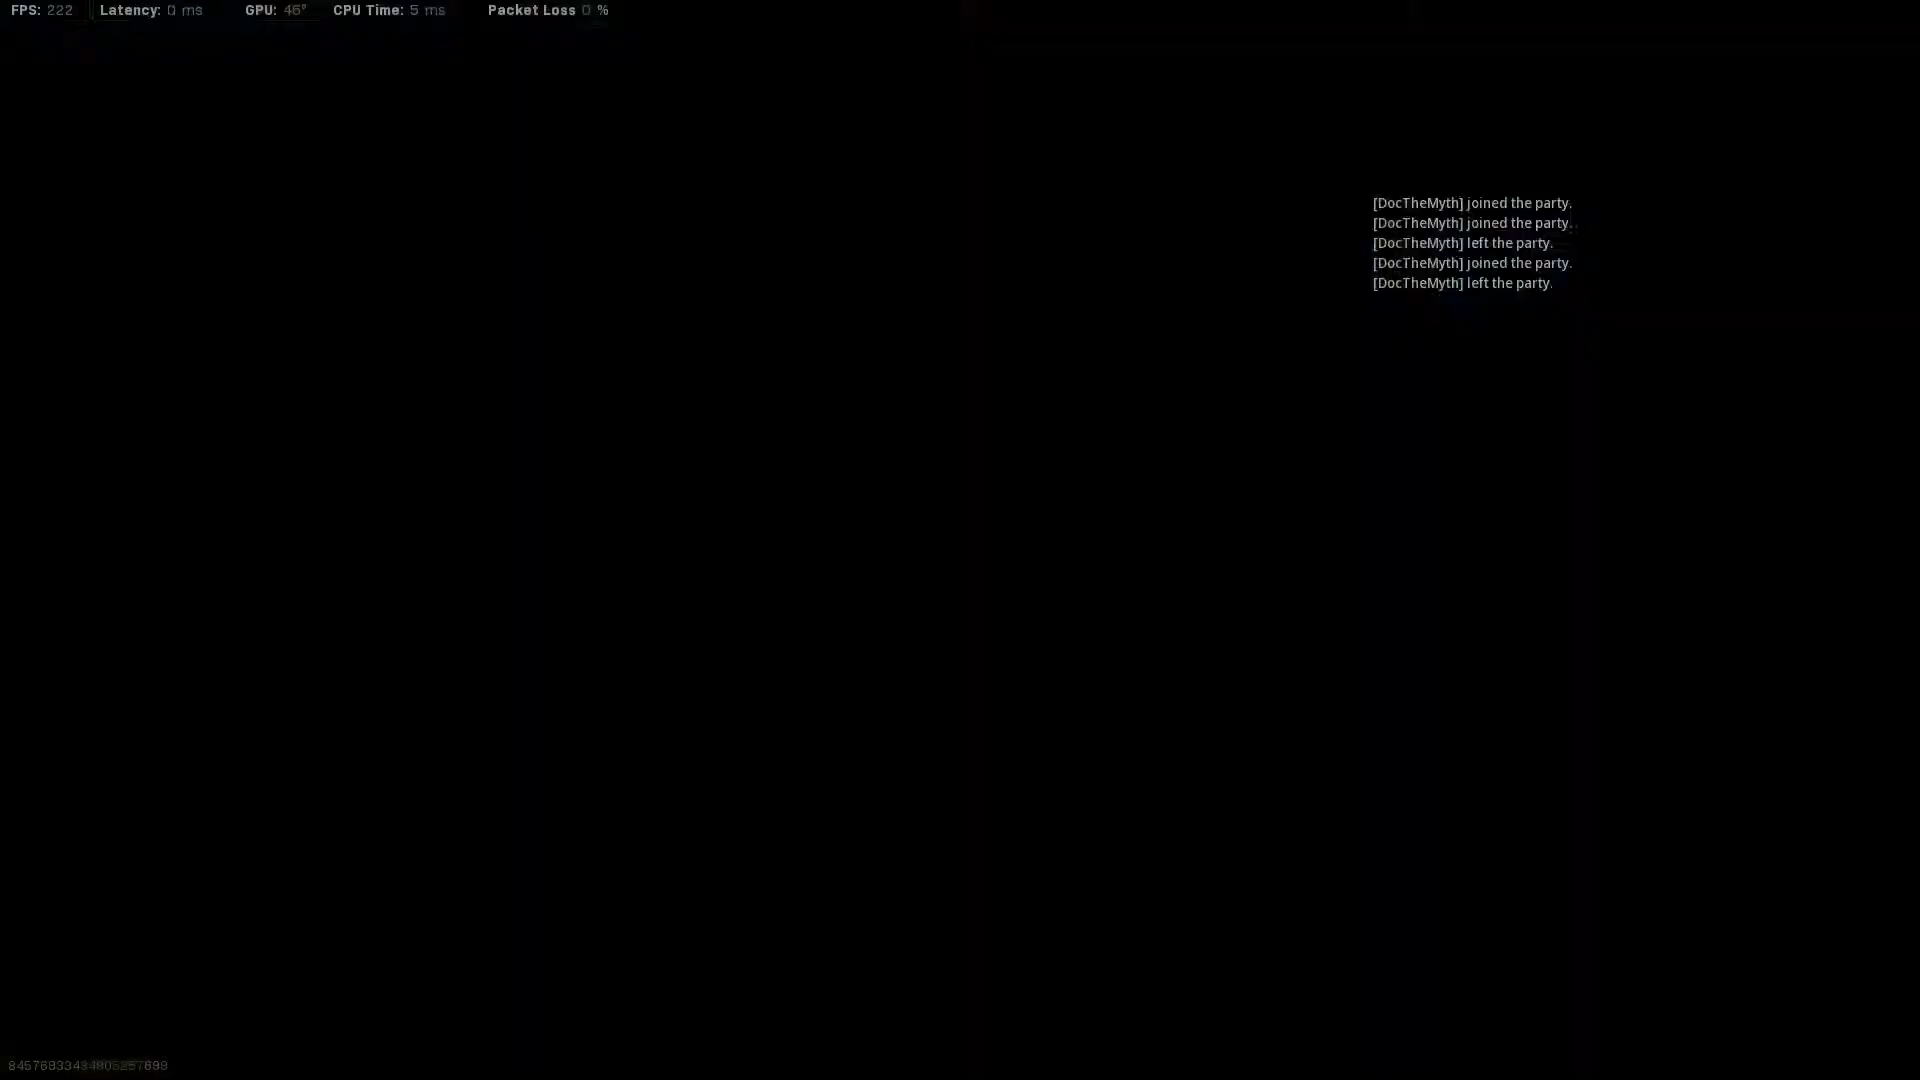 FPS: 222 Latency: 0 ms GPU: 46° CPU Time: 5 ms Packet Loss 0 %
[DocTheMyth] joined the party.
[DocTheMyth] joined the party.
[DocTheMyth] left the party.
[DocTheMyth] joined the party.
[DocTheMyth] left the party.